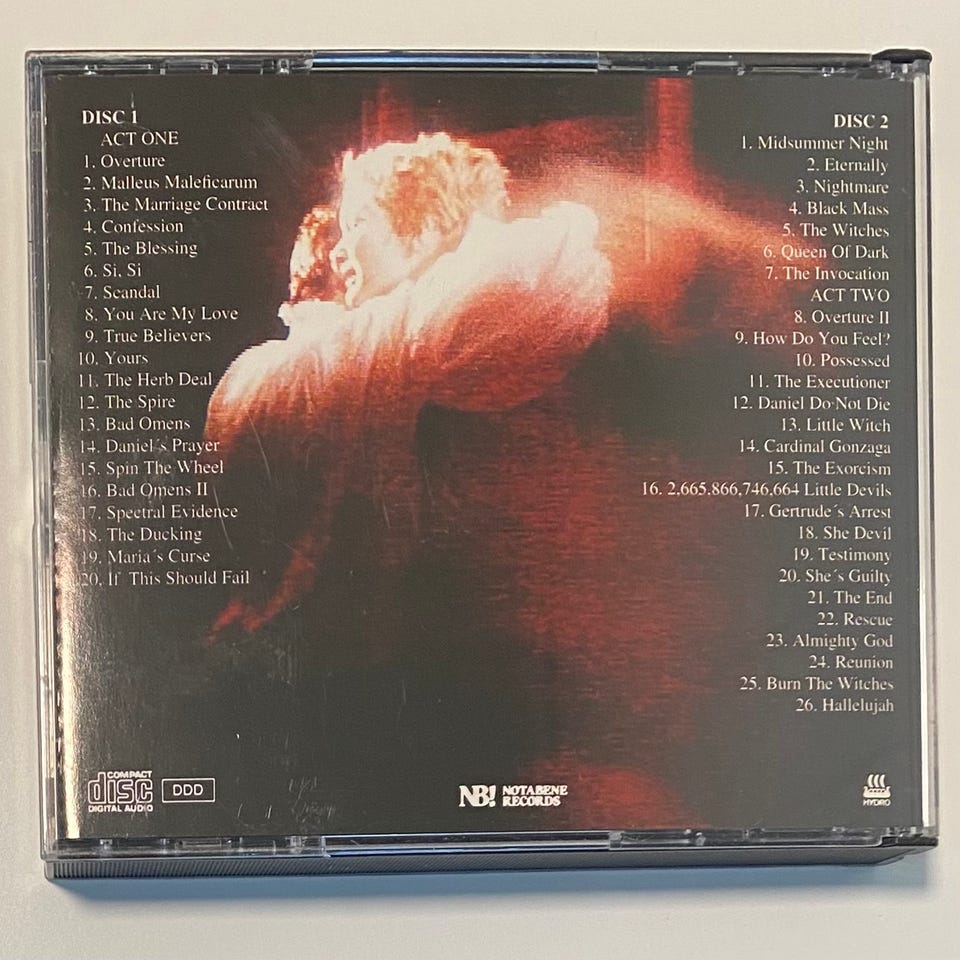 DISC 1
ACT ONE
1. Overture
2. Malleus Maleficarum
3. The Marriage Contract
4. Confession
5. The Blessing
6. Si, Si
7. Scandal
8. You Are My Love
9. True Believers
10. Yours
11. The Herb Deal
12. The Spire
13. Bad Omens
14. Daniel´s Prayer
15. Spin The Wheel
16. Bad Omens II
17. Spectral Evidence
18. The Ducking
19. Maria´s Curse
20. If This Should Fail
DISC 2
1. Midsummer Night
2. Eternally
3. Nightmare
4. Black Mass
5. The Witches
6. Queen Of Dark
7. The Invocation
ACT TWO
8. Overture II
9. How Do You Feel?
10. Possessed
11. The Executioner
12. Daniel Do Not Die
13. Little Witch
14. Cardinal Gonzaga
15. The Exorcism
16. 2,665.866,746,664 Little Devils
17. Gertrude´s Arrest
18. She Devil
19. Testimony
20. She´s Guilty
21. The End
22. Rescue
23. Almighty God
24. Reunion
25. Burn The Witches
26. Hallelujah
COMPACT
disc
DIGITAL AUDIO
DDD
NB! NOTABENE
RECORDS
HYDRO